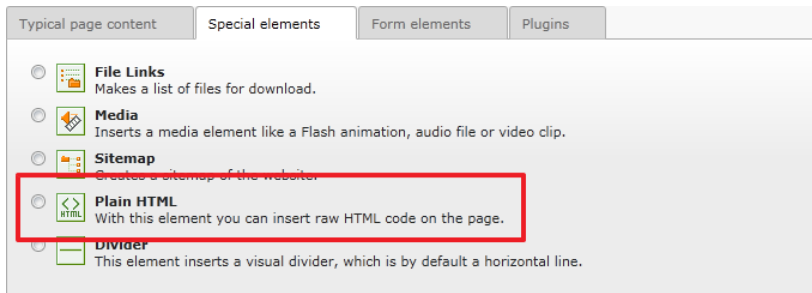 Typical page content Special elements Form elements Plugins
File Links
Makes a list of files for download.
Media
Inserts a media element like a Flash animation, audio file or video clip.
Sitemap
Creates a sitemap of the website.
Plain HTML
HTML
With this element you can insert raw HTML code on the page.
Divider
This element inserts a visual divider, which is by default a horizontal line.